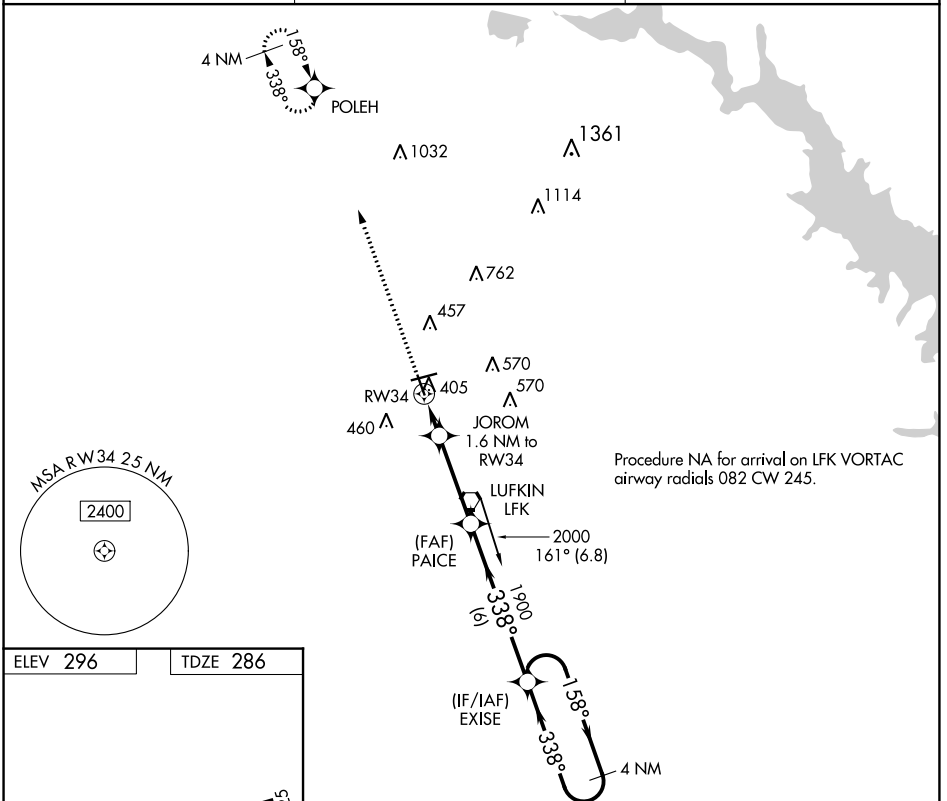 4 NM
158°
338°
POLEH
1032
1361
1114
762
457
570
570
RW34
405
460
JOROM
1.6 NM to
RW34
Procedure NA for arrival on LFK VORTAC
airway radials 082 CW 245.
MSA RW34 25 NM
2400
LUFKIN
LFK
(FAF)
PAICE
2000
161° (6.8)
1900
338°
(6)
(IF/IAF)
EXISE
158°
338°
4 NM
ELEV 296
TDZE 286